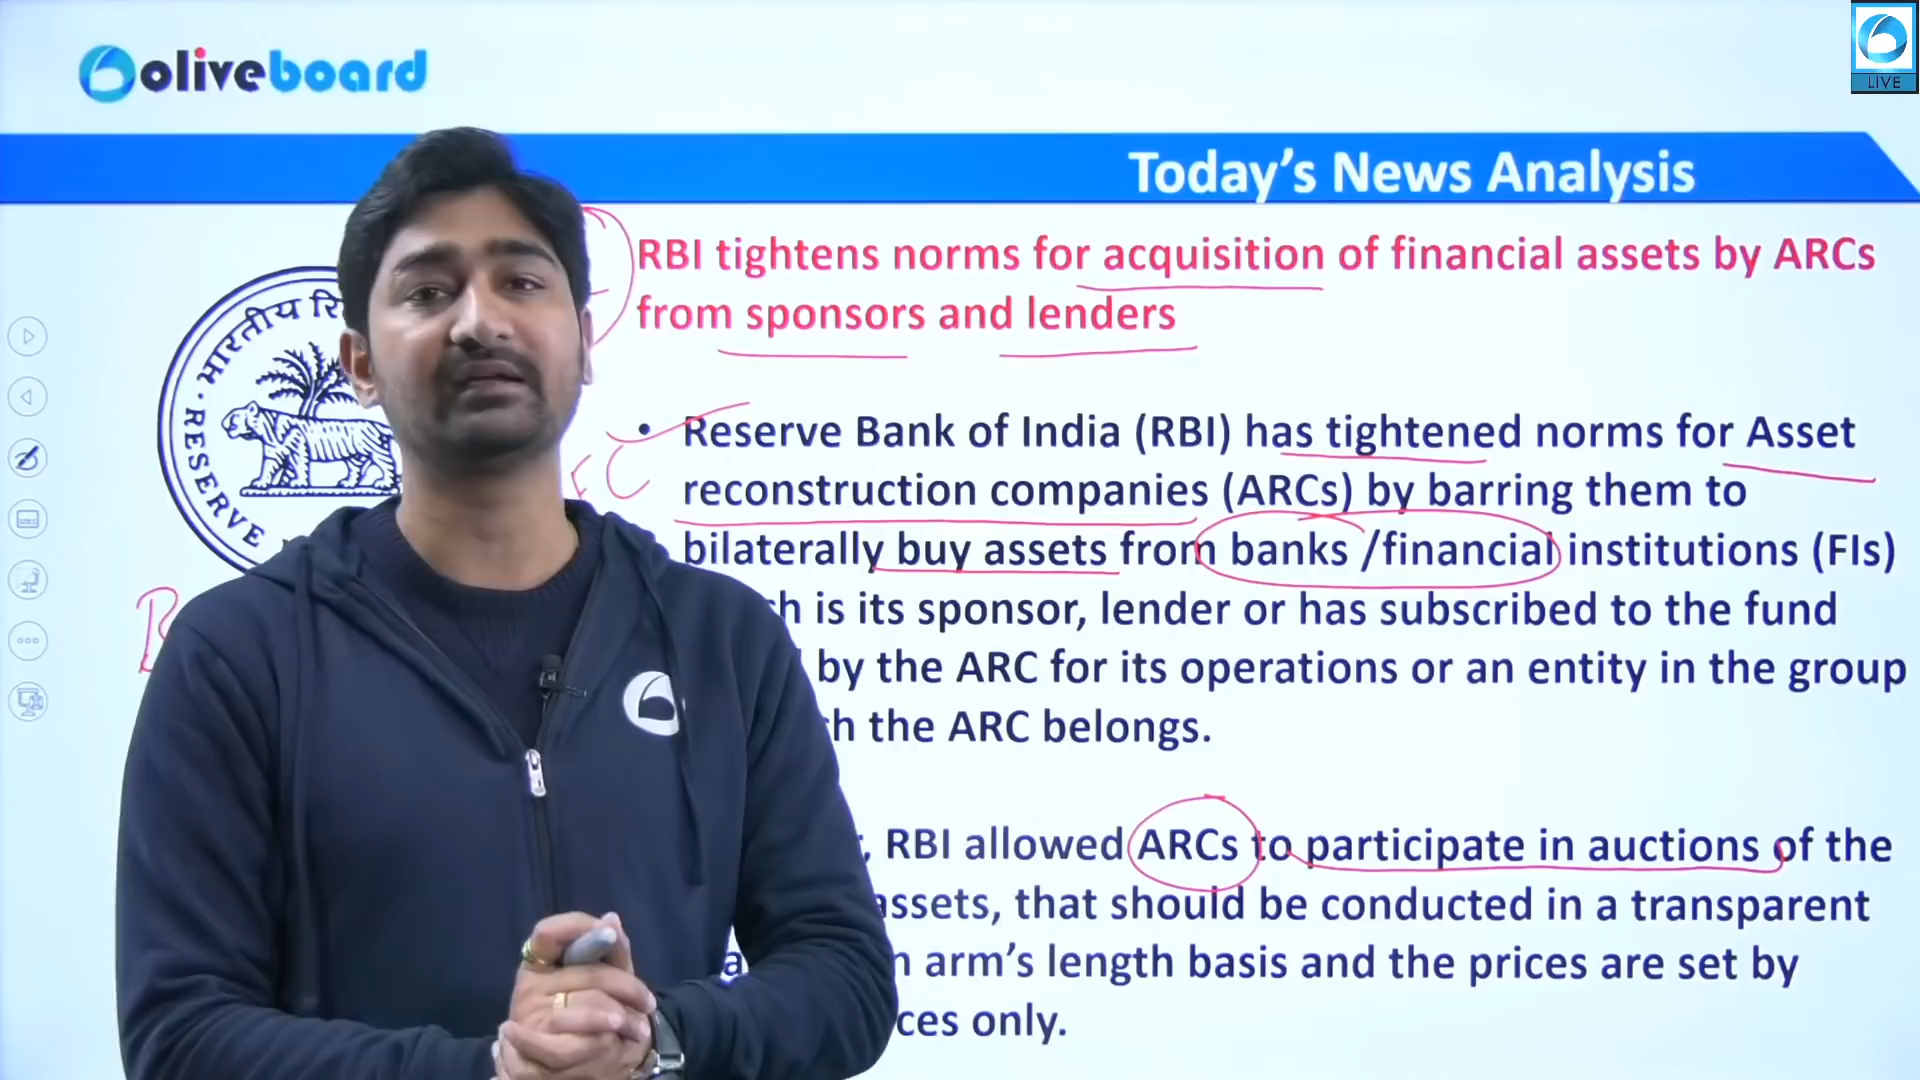 oliveboard
LIVE
Today's News Analysis
RBI tightens norms for acquisition of financial assets by ARCs
from sponsors and lenders
भारतीय रि
RESERVE
• Reserve Bank of India (RBI) has tightened norms for Asset
reconstruction companies (ARCs) by barring them to
bilaterally buy assets from banks /financial institutions (FIs)
is its sponsor, lender or has subscribed to the fund
by the ARC for its operations or an entity in the group
the ARC belongs.
RBI allowed ARCs to participate in auctions of the
assets, that should be conducted in a transparent
arm's length basis and the prices are set by
only.